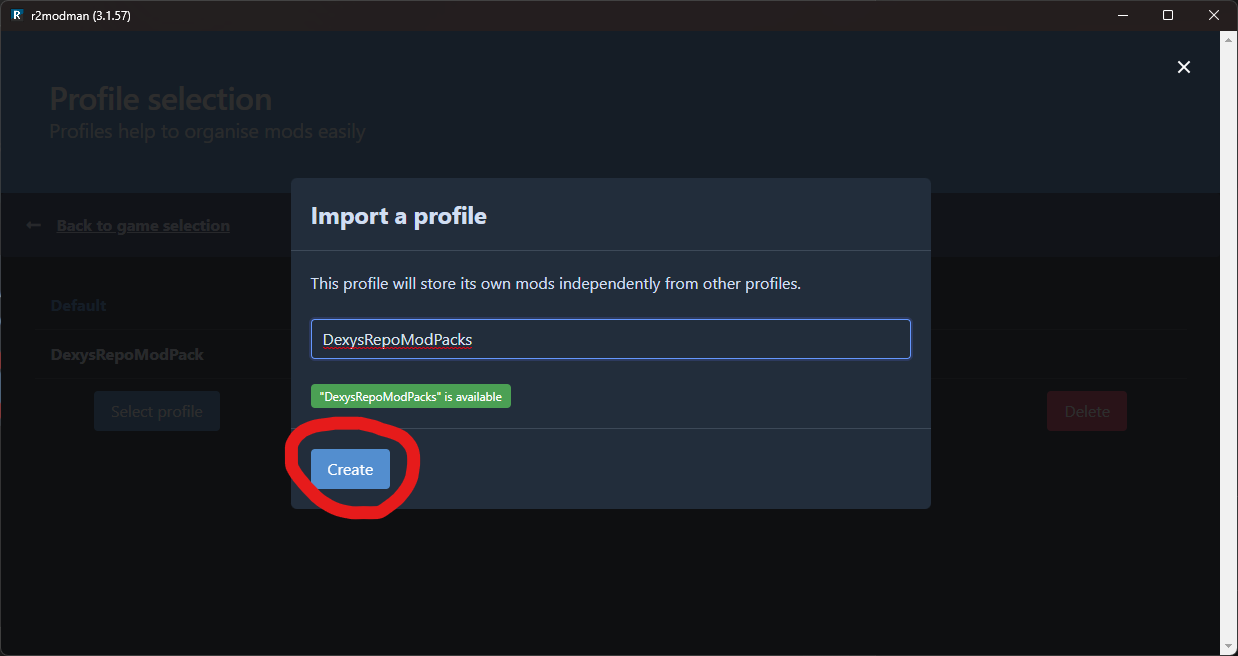 R r2modman (3.1.57)
Profile selection
Profiles help to organise mods easily
Back to game selection
Import a profile
This profile will store its own mods independently from other profiles.
Default
DexysRepoModPacks
DexysRepoModPack
"DexysRepoModPacks" is available
Select profile
Delete
Create